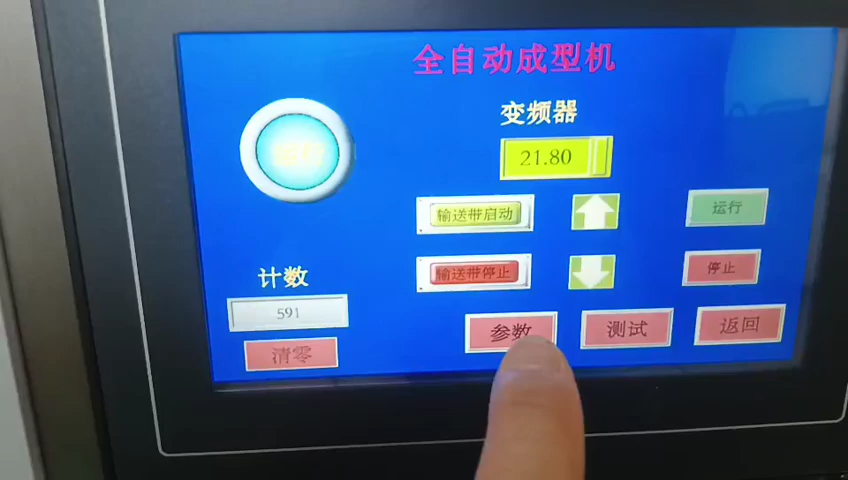 全自动成型机
变频器
21.80
输送带启动
运行
输送带停止
停止
计数
591
清零
参数
测试
返回